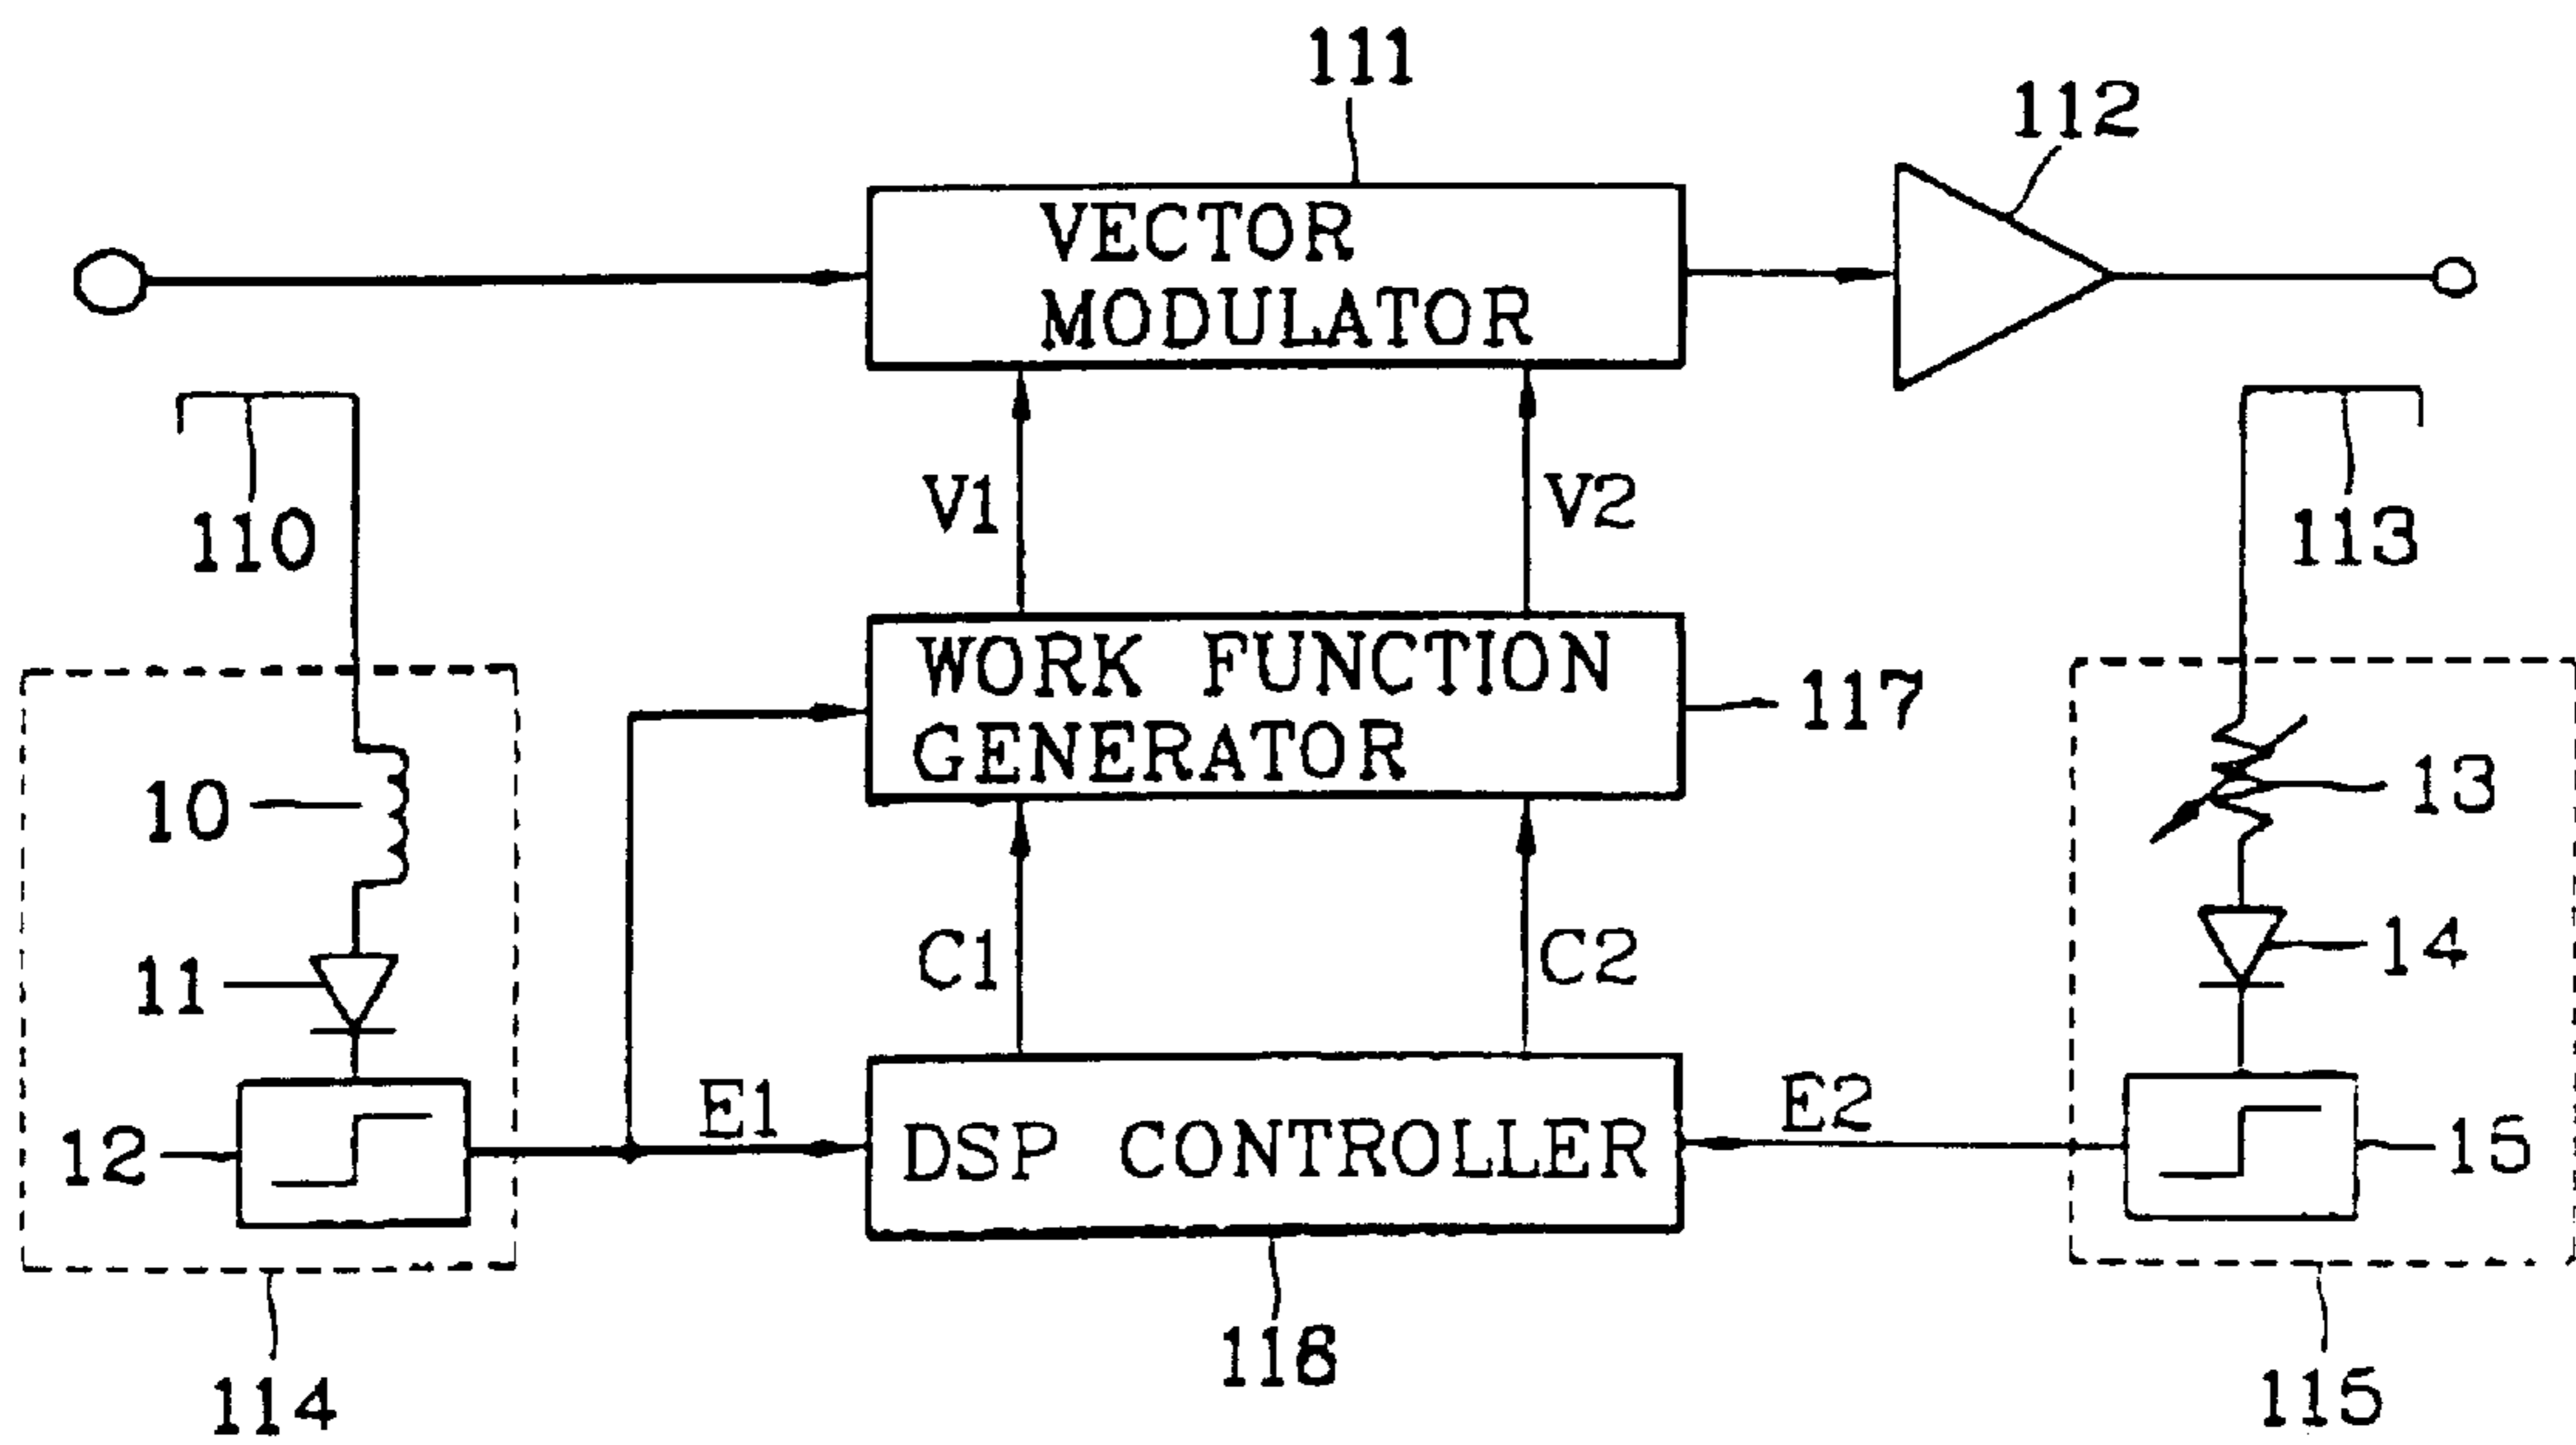 111
112
VECTOR
MODULATOR
110
V1
V2
113
WORK FUNCTION
GENERATOR
117
10
13
11
C1
C2
14
12
E1
DSP CONTROLLER
E2
15
114
116
115